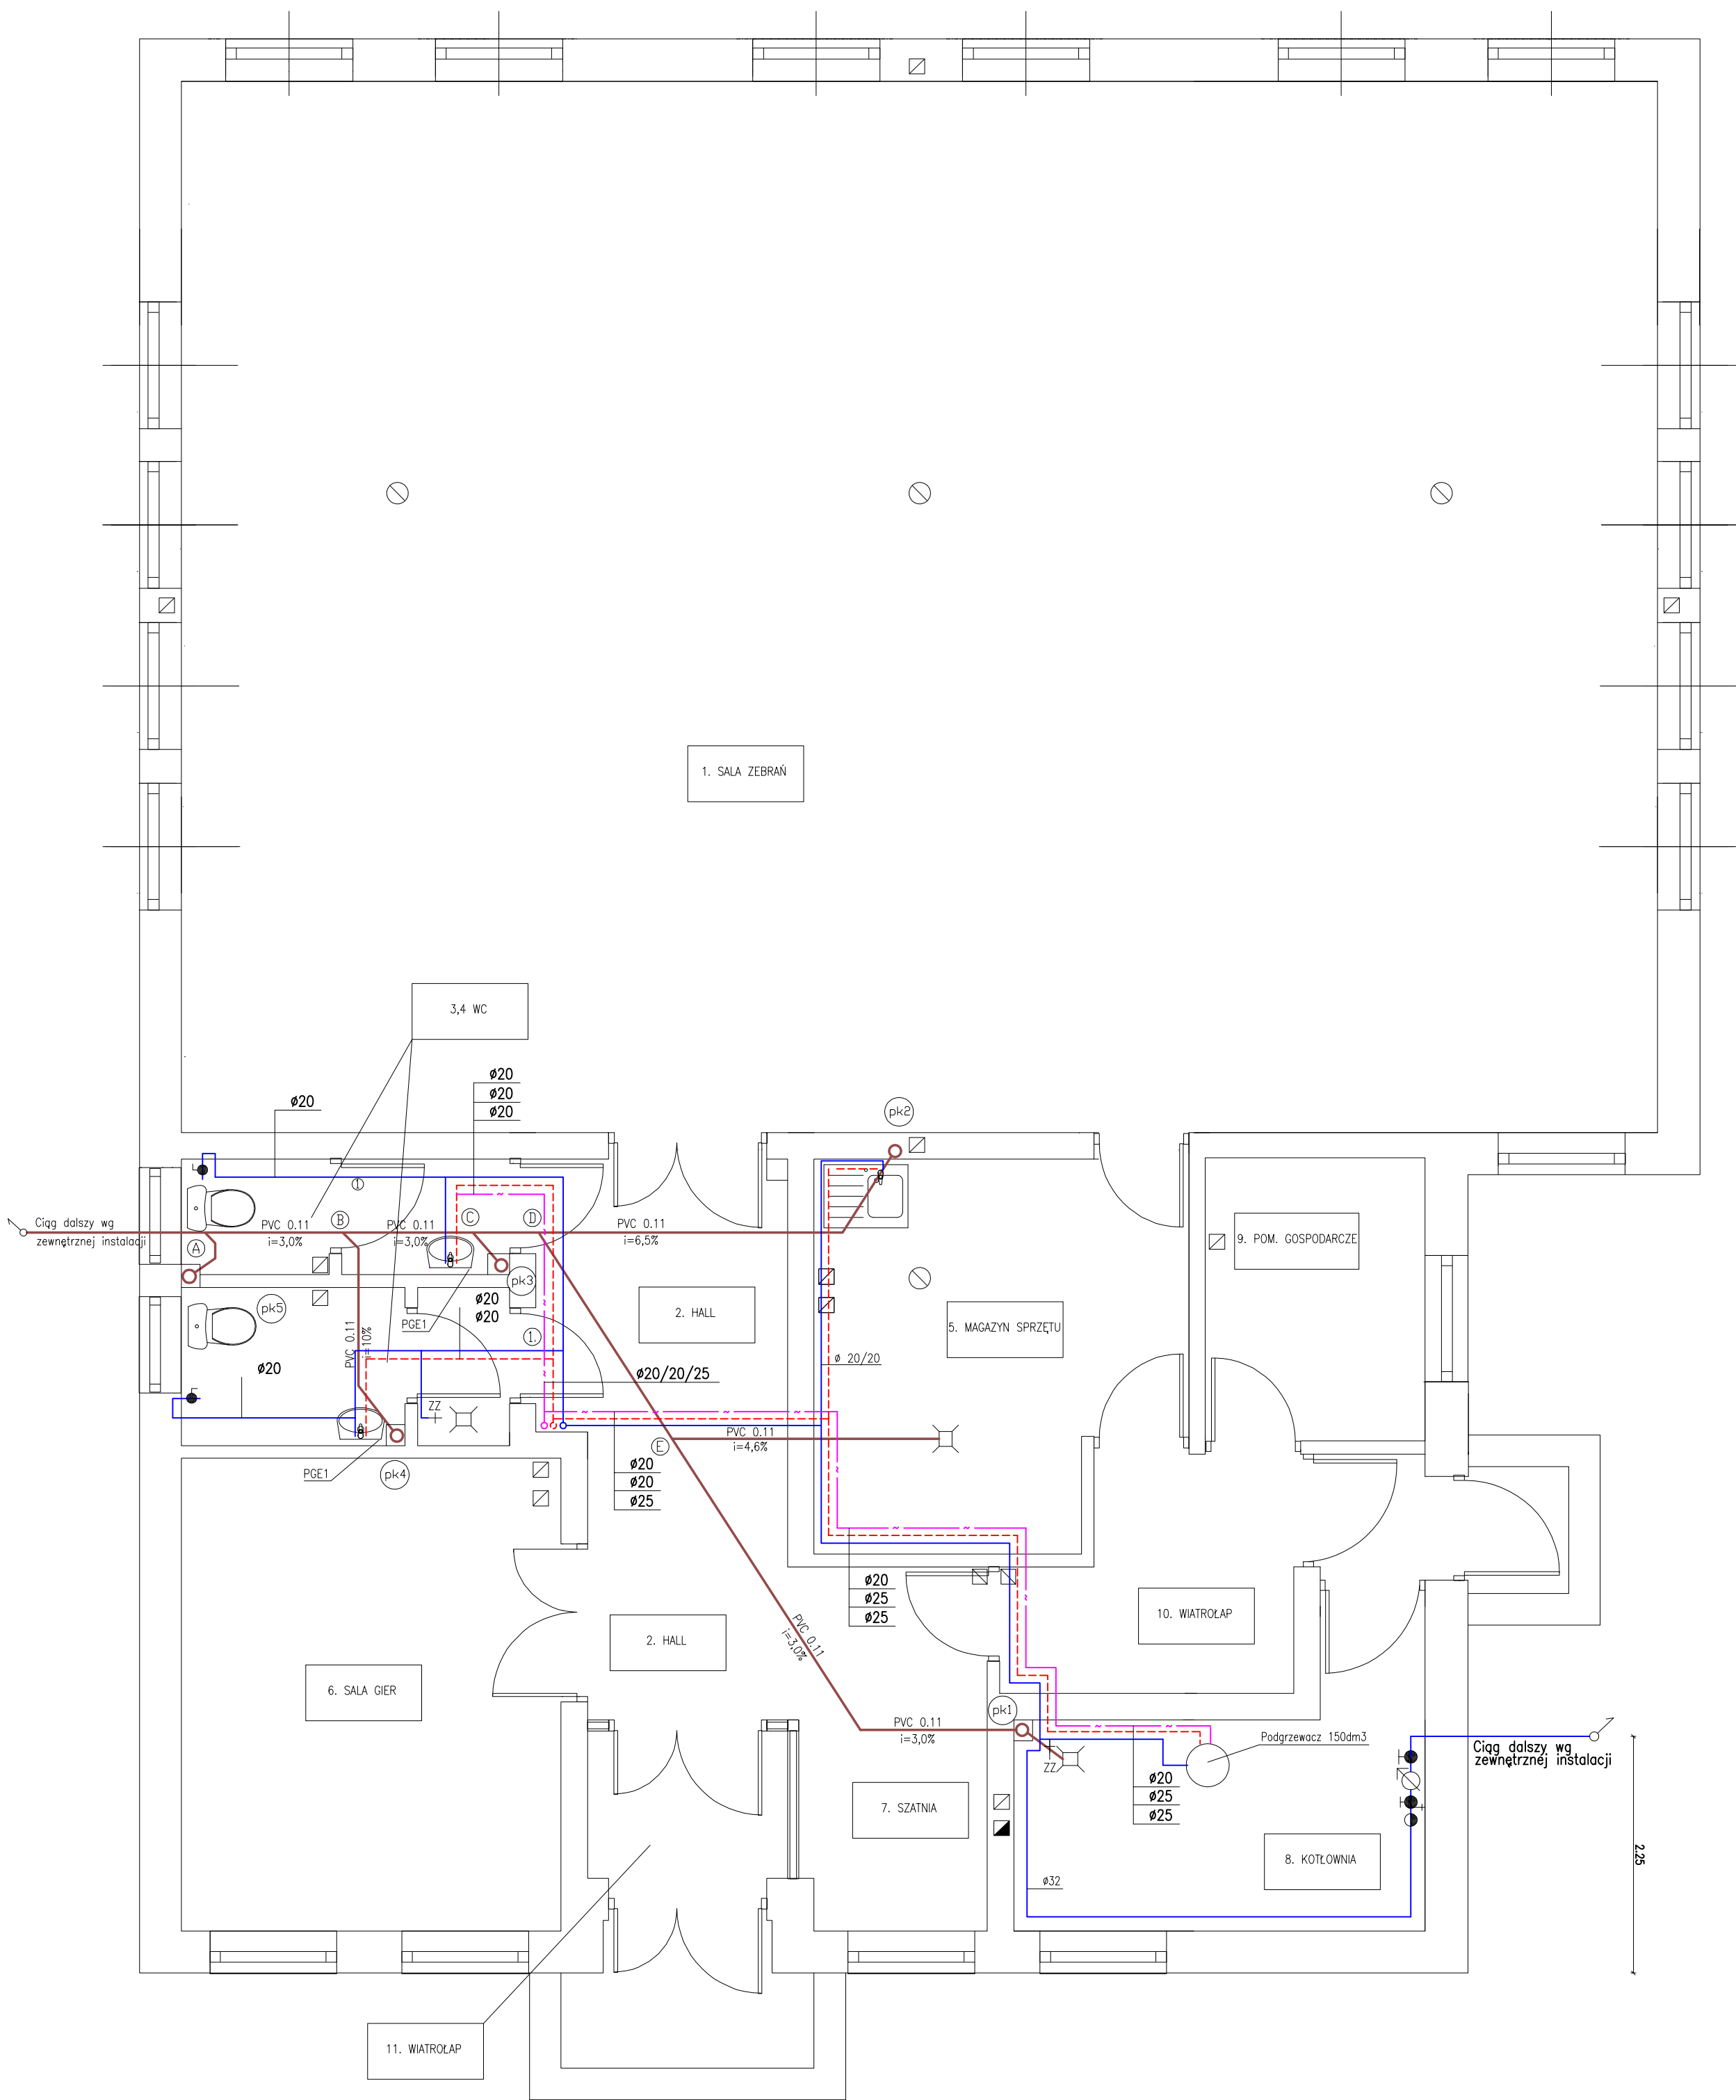 1. SALA ZEBRAŃ
3,4 WC
ø20
ø20
ø20
ø20
pk2
1
Ciąg dalszy wg
zewnętrznej instalacji
A
PVC 0.11
i=3,0%
B
PVC 0.11
i=3,0%
C
D
PVC 0.11
i=6,5%
9. POM. GOSPODARCZE
pk3
pk5
ø20
ø20
PGE1
2. HALL
5. MAGAZYN SPRZĘTU
1.
PVC 0.11
i=10%
ø20
ø20/20/25
ø 20/20
ZZ
PVC 0.11
i=4,6%
E
PGE1
pk4
ø20
ø20
ø25
ø20
ø25
ø25
10. WIATROŁAP
PVC 0.11
i=3,0%
2. HALL
6. SALA GIER
pk1
PVC 0.11
i=3,0%
ZZ
Podgrzewacz 150dm3
Ciąg dalszy wg
zewnętrznej instalacji
ø20
ø25
ø25
7. SZATNIA
8. KOTŁOWNIA
2.25
ø32
11. WIATROŁAP